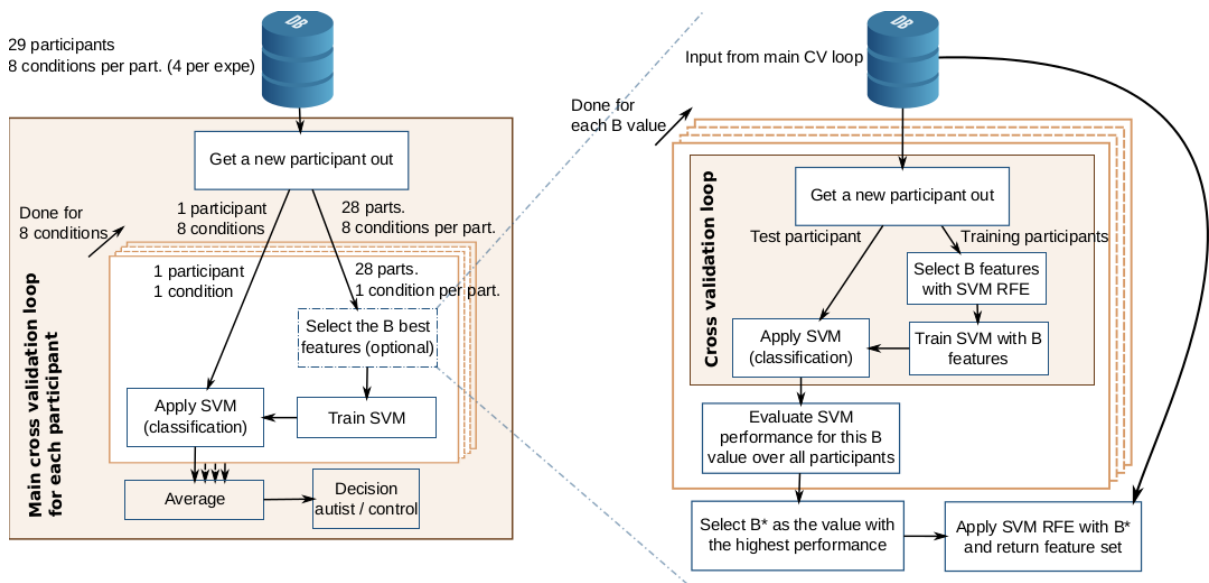 DB
29 participants
8 conditions per part. (4 per expe)
Get a new participant out
Done for
8 conditions
1 participant
8 conditions
28 parts.
8 conditions per part.
1 participant
1 condition
28 parts.
1 condition per part.
Select the B best
features (optional)
Apply SVM
(classification)
Train SVM
Average
Decision
autist / control
Main cross validation loop
for each participant
DB
Input from main CV loop
Done for
each B value
Cross validation loop
Get a new participant out
Test participant
Training participants
Select B features
with SVM RFE
Apply SVM
(classification)
Train SVM with B
features
Evaluate SVM
performance for this B
value over all participants
Select B* as the value with
the highest performance
Apply SVM RFE with B*
and return feature set